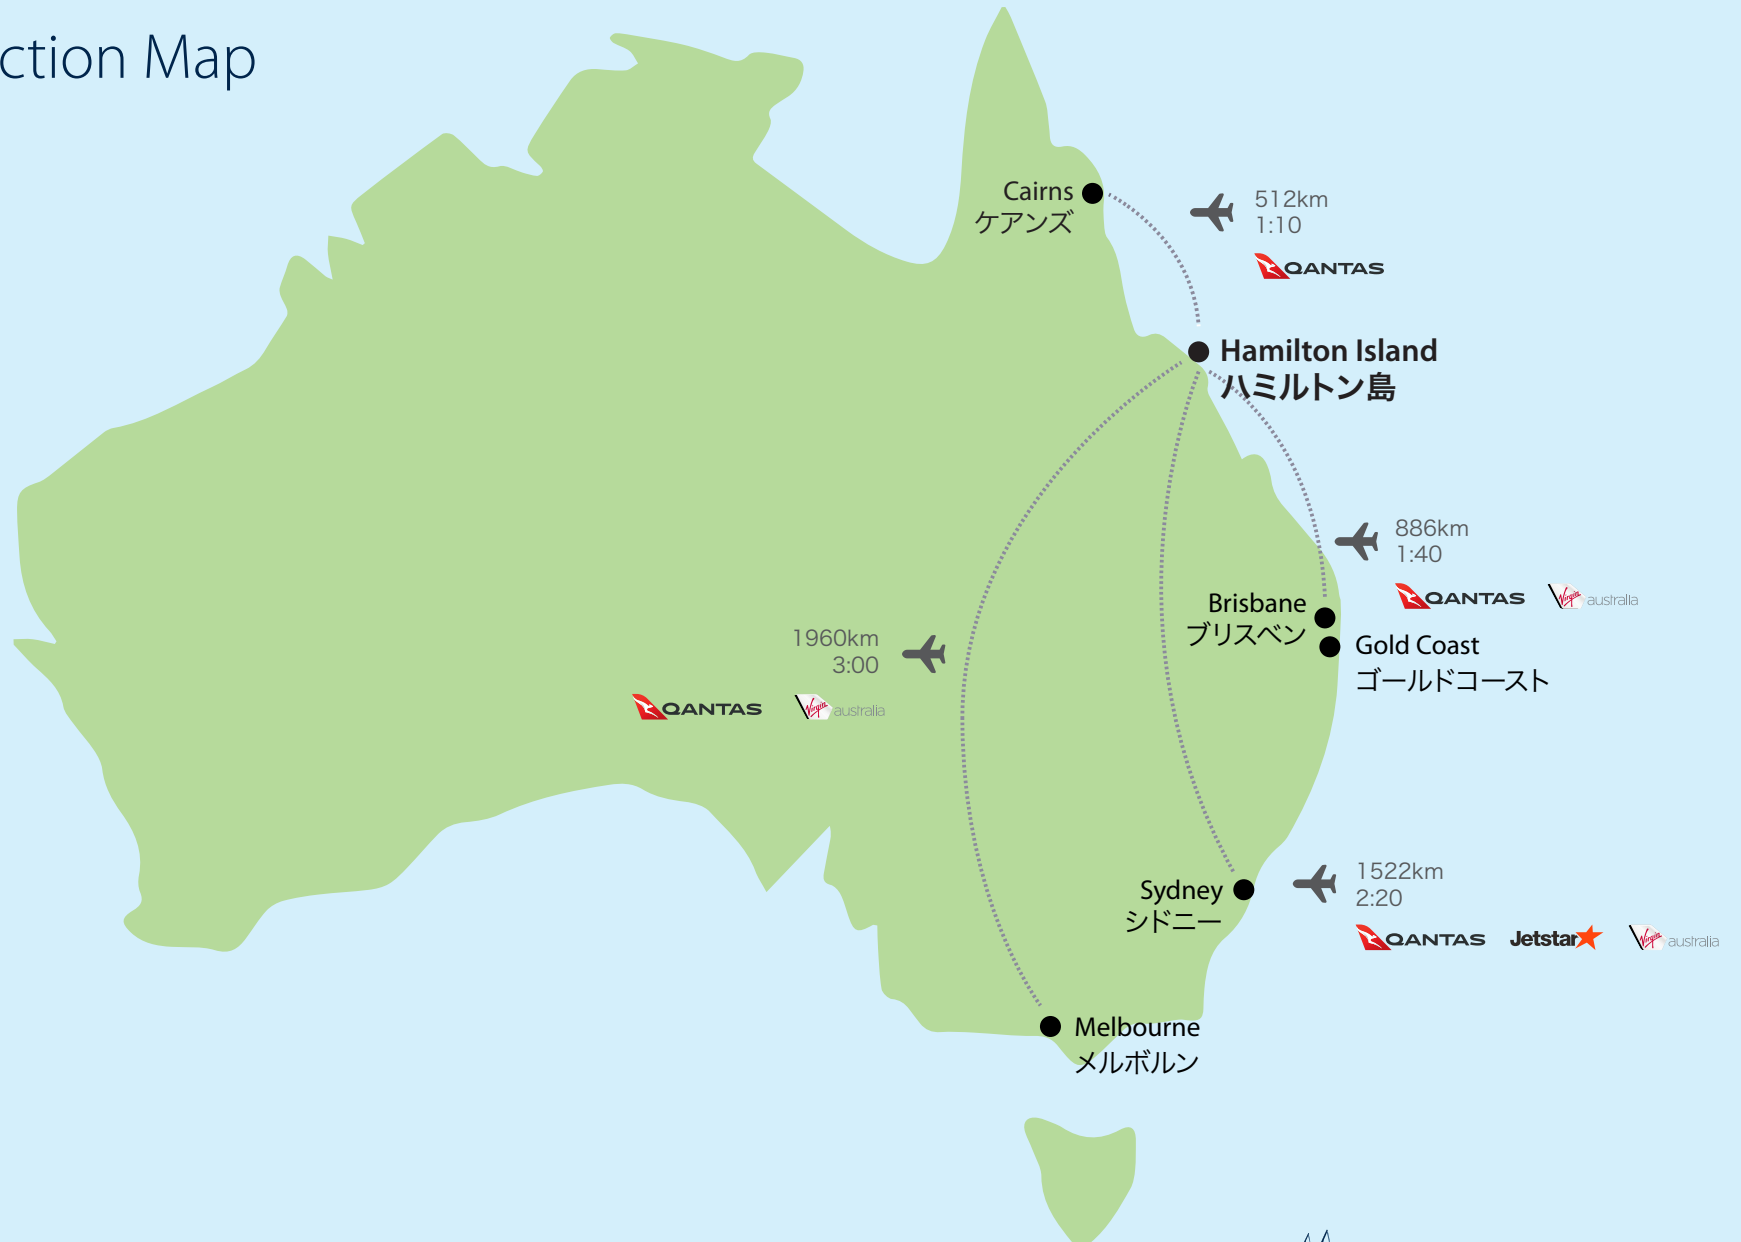 ction Map
Cairns
ケアンズ
512km
1:10
QANTAS
Hamilton Island
ハミルトン島
886km
1:40
QANTAS
Virgin australia
Brisbane
ブリスベン
Gold Coast
ゴールドコースト
1960km
3:00
QANTAS
Virgin australia
Sydney
シドニー
1522km
2:20
QANTAS
Jetstar
Virgin australia
Melbourne
メルボルン